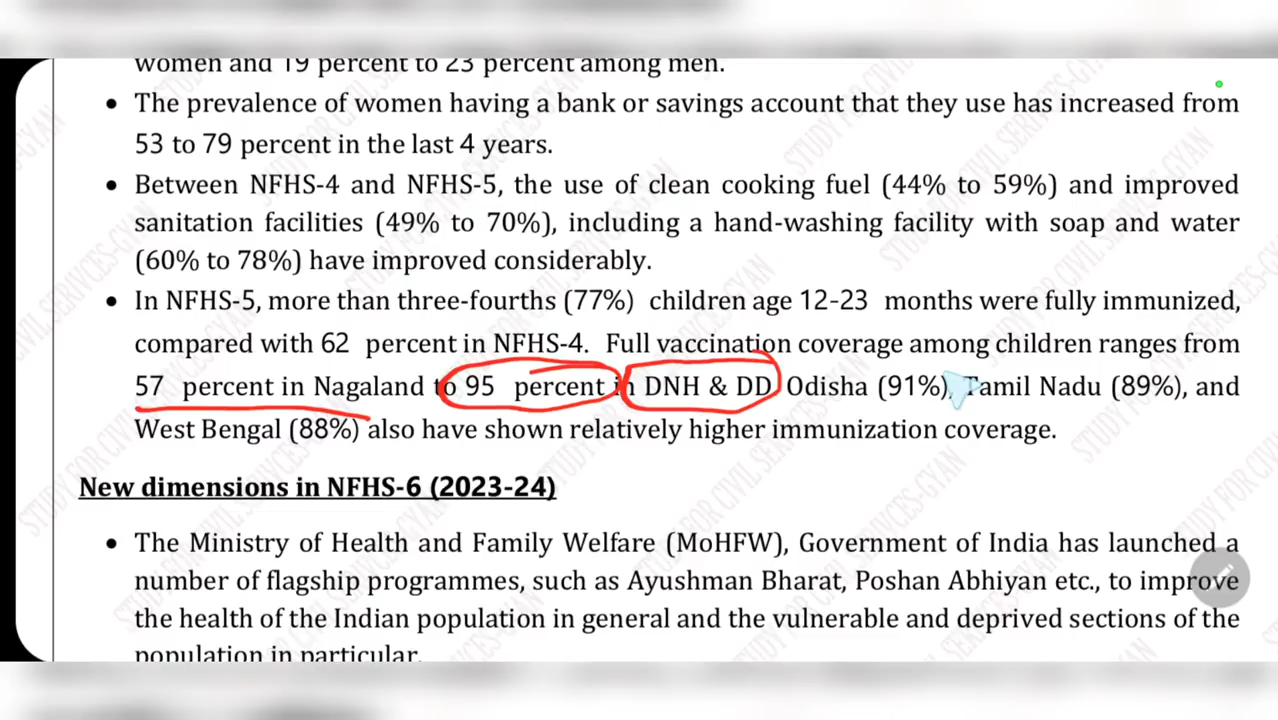 women and 19 percent to 23 percent among men.
• The prevalence of women having a bank or savings account that they use has increased from
53 to 79 percent in the last 4 years.
• Between NFHS-4 and NFHS-5, the use of clean cooking fuel (44% to 59%) and improved
sanitation facilities (49% to 70%), including a hand-washing facility with soap and water
(60% to 78%) have improved considerably.
• In NFHS-5, more than three-fourths (77%) children age 12-23 months were fully immunized,
compared with 62 percent in NFHS-4. Full vaccination coverage among children ranges from
57 percent in Nagaland to 95 percent in DNH & DD Odisha (91%), Tamil Nadu (89%), and
West Bengal (88%) also have shown relatively higher immunization coverage.
New dimensions in NFHS-6 (2023-24)
• The Ministry of Health and Family Welfare (MoHFW), Government of India has launched a
number of flagship programmes, such as Ayushman Bharat, Poshan Abhiyan etc., to improve
the health of the Indian population in general and the vulnerable and deprived sections of the
population in particular.